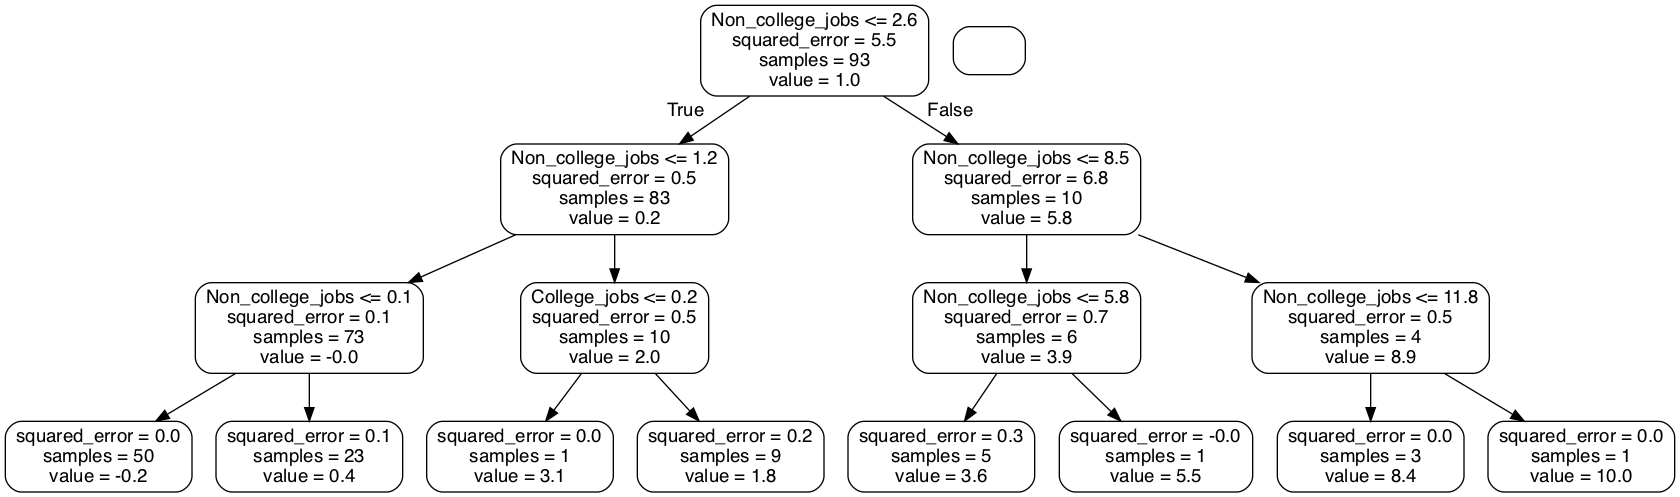 Non_college_jobs <= 2.6
squared_error = 5.5
samples = 93
value = 1.0
True
False
Non_college_jobs <= 1.2
squared_error = 0.5
samples = 83
value = 0.2
Non_college_jobs <= 8.5
squared_error = 6.8
samples = 10
value = 5.8
Non_college_jobs <= 0.1
squared_error = 0.1
samples = 73
value = -0.0
College_jobs <= 0.2
squared_error = 0.5
samples = 10
value = 2.0
Non_college_jobs <= 5.8
squared_error = 0.7
samples = 6
value = 3.9
Non_college_jobs <= 11.8
squared_error = 0.5
samples = 4
value = 8.9
squared_error = 0.0
samples = 50
value = -0.2
squared_error = 0.1
samples = 23
value = 0.4
squared_error = 0.0
samples = 1
value = 3.1
squared_error = 0.2
samples = 9
value = 1.8
squared_error = 0.3
samples = 5
value = 3.6
squared_error = -0.0
samples = 1
value = 5.5
squared_error = 0.0
samples = 3
value = 8.4
squared_error = 0.0
samples = 1
value = 10.0